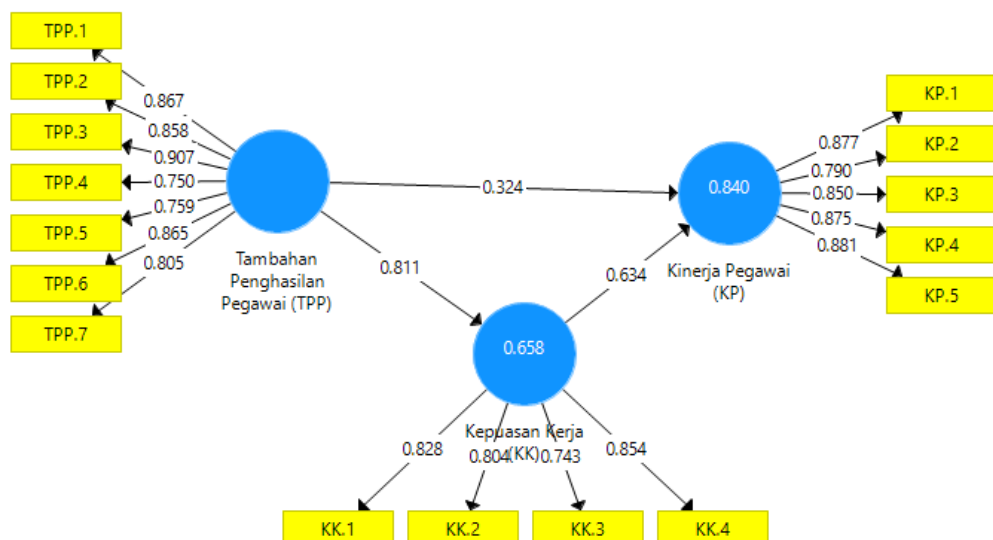 TPP.1
TPP.2
TPP.3
TPP.4
TPP.5
TPP.6
TPP.7
0.867
0.858
0.907
0.750
0.759
0.865
0.805
Tambahan
Penghasilan
Pegawai (TPP)
0.324
0.811
0.634
0.840
Kinerja Pegawai
(KP)
0.877
0.790
0.850
0.875
0.881
KP.1
KP.2
KP.3
KP.4
KP.5
0.658
Kepuasan Kerja
(KK)
0.828
0.804
0.743
0.854
KK.1
KK.2
KK.3
KK.4